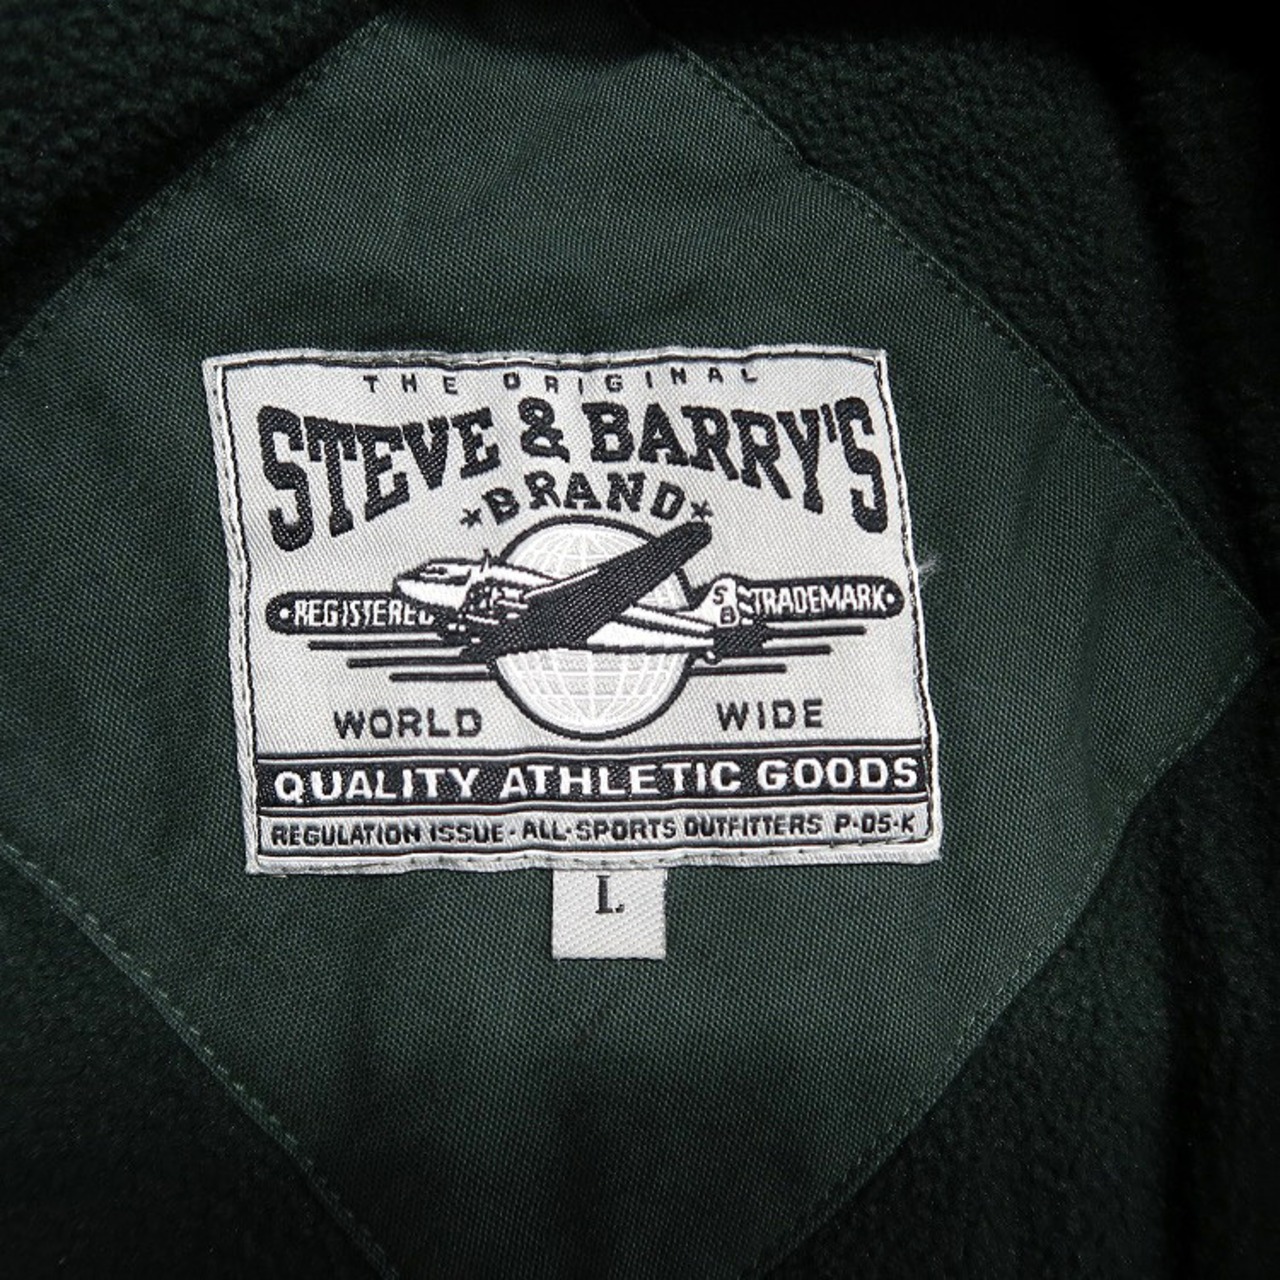 THE ORIGINAL
STEVE & BARRY'S
★BRAND★
•REGISTERED TRADEMARK•
SB
WORLD WIDE
QUALITY ATHLETIC GOODS
REGULATION ISSUE·ALL·SPORTS OUTFITTERS P·05·K
L